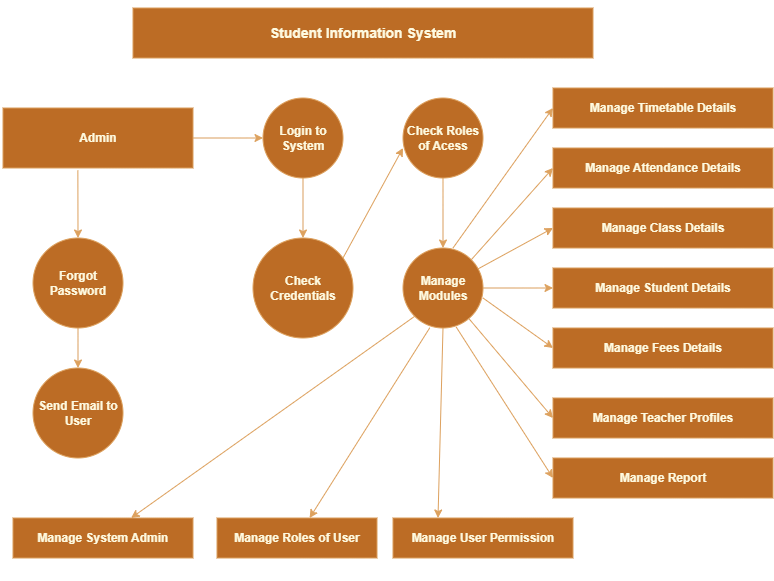 Student Information System
Admin
Login to
System
Check Roles
of Acess
Manage Timetable Details
Manage Attendance Details
Manage Class Details
Forgot
Password
Check
Credentials
Manage
Modules
Manage Student Details
Manage Fees Details
Send Email to
User
Manage Teacher Profiles
Manage Report
Manage System Admin
Manage Roles of User
Manage User Permission